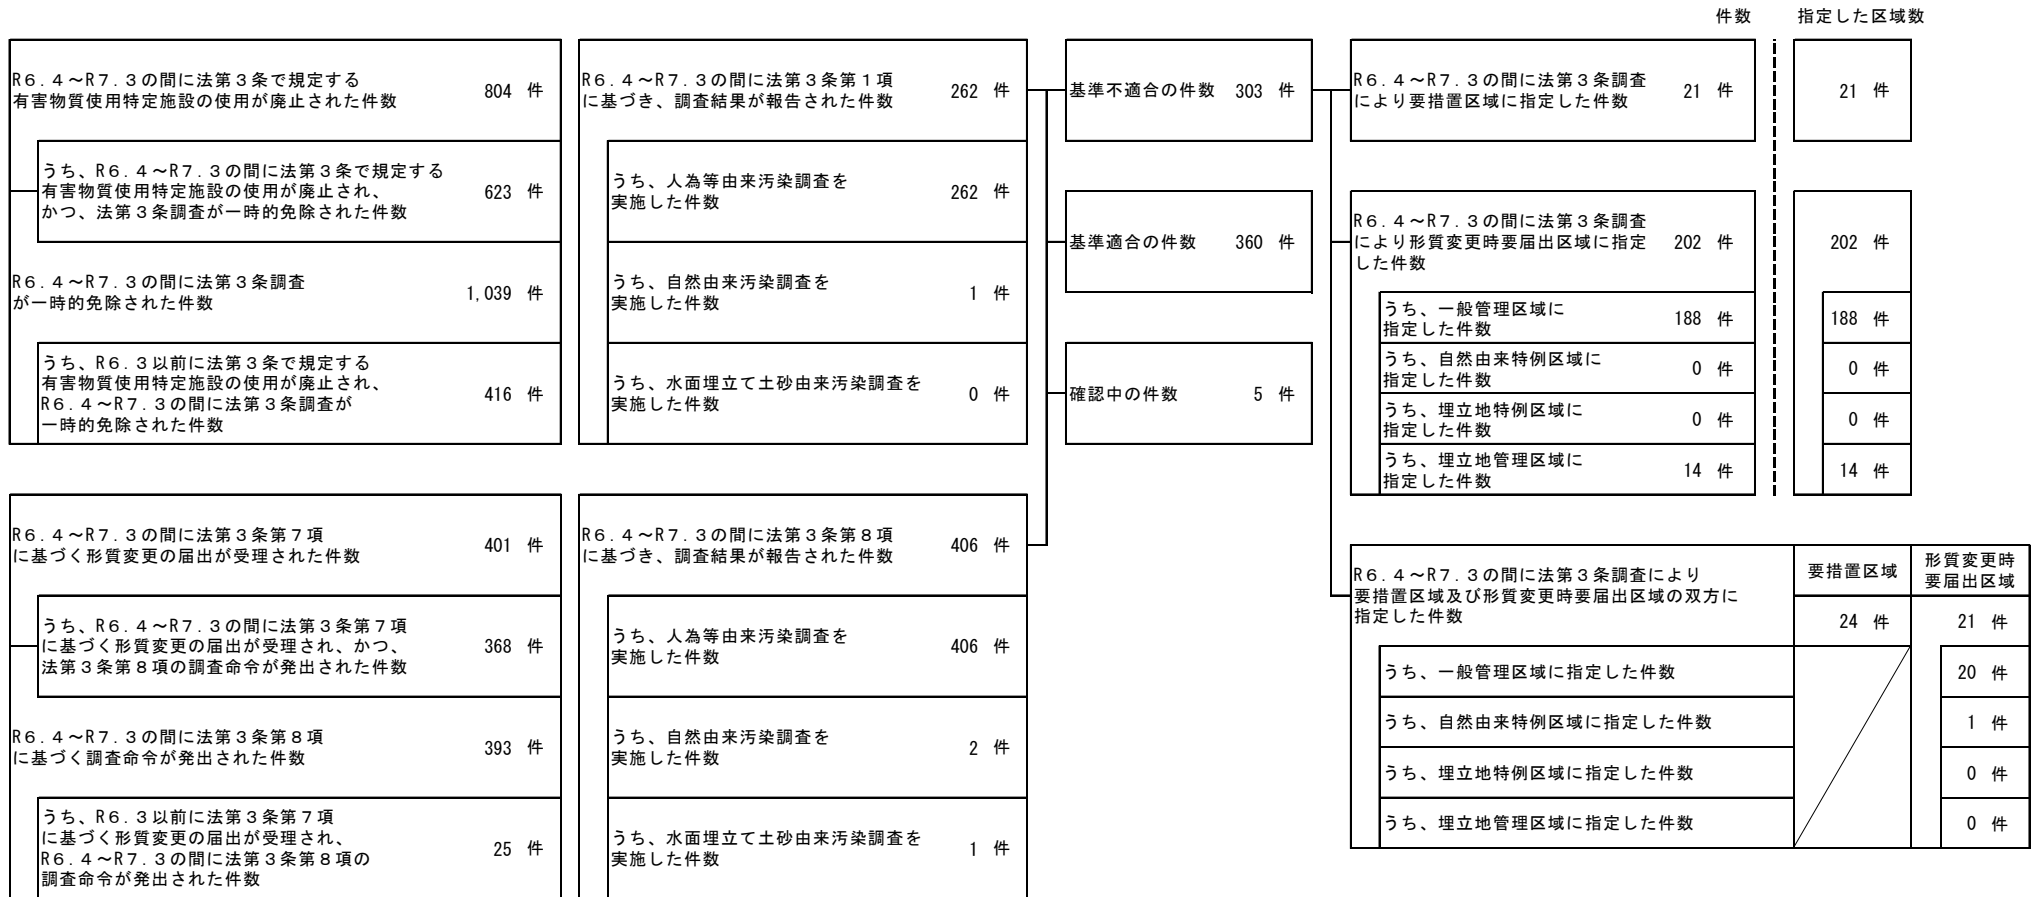 件数 指定した区域数
R6.4～R7.3の間に法第3条で規定する
有害物質使用特定施設の使用が廃止された件数 804 件
うち、R6.4～R7.3の間に法第3条で規定する
有害物質使用特定施設の使用が廃止され、
かつ、法第3条調査が一時的免除された件数 623 件
R6.4～R7.3の間に法第3条調査
が一時的免除された件数 1,039 件
うち、R6.3以前に法第3条で規定する
有害物質使用特定施設の使用が廃止され、
R6.4～R7.3の間に法第3条調査が
一時的免除された件数 416 件
R6.4～R7.3の間に法第3条第7項
に基づく形質変更の届出が受理された件数 401 件
うち、R6.4～R7.3の間に法第3条第7項
に基づく形質変更の届出が受理され、かつ、
法第3条第8項の調査命令が発出された件数 368 件
R6.4～R7.3の間に法第3条第8項
に基づく調査命令が発出された件数 393 件
うち、R6.3以前に法第3条第7項
に基づく形質変更の届出が受理され、
R6.4～R7.3の間に法第3条第8項の
調査命令が発出された件数 25 件
R6.4～R7.3の間に法第3条第1項
に基づき、調査結果が報告された件数 262 件
うち、人為等由来汚染調査を
実施した件数 262 件
うち、自然由来汚染調査を
実施した件数 1 件
うち、水面埋立て土砂由来汚染調査を
実施した件数 0 件
R6.4～R7.3の間に法第3条第8項
に基づき、調査結果が報告された件数 406 件
うち、人為等由来汚染調査を
実施した件数 406 件
うち、自然由来汚染調査を
実施した件数 2 件
うち、水面埋立て土砂由来汚染調査を
実施した件数 1 件
基準不適合の件数 303 件
基準適合の件数 360 件
確認中の件数 5 件
R6.4～R7.3の間に法第3条調査
により要措置区域に指定した件数 21 件 21 件
R6.4～R7.3の間に法第3条調査
により形質変更時要届出区域に指定
した件数 202 件 202 件
うち、一般管理区域に
指定した件数 188 件 188 件
うち、自然由来特例区域に
指定した件数 0 件 0 件
うち、埋立地特例区域に
指定した件数 0 件 0 件
うち、埋立地管理区域に
指定した件数 14 件 14 件
R6.4～R7.3の間に法第3条調査により
要措置区域及び形質変更時要届出区域の双方に
指定した件数
要措置区域
形質変更時
要届出区域
24 件 21 件
うち、一般管理区域に指定した件数 20 件
うち、自然由来特例区域に指定した件数 1 件
うち、埋立地特例区域に指定した件数 0 件
うち、埋立地管理区域に指定した件数 0 件